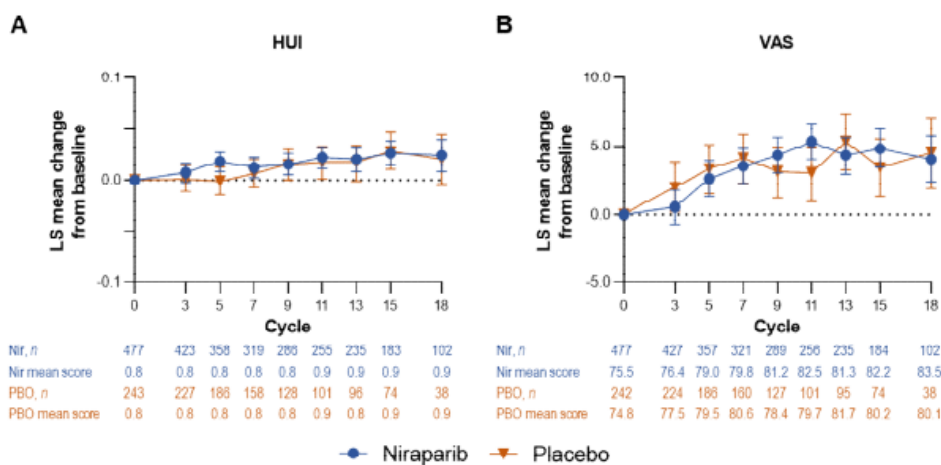 A
HUI
LS mean change
from baseline
0.1
0.0
-0.1
0 3 5 7 9 11 13 15 18
Cycle
Nir, n 477 423 358 319 286 255 235 183 102
Nir mean score 0.8 0.8 0.8 0.8 0.8 0.9 0.9 0.9 0.9
PBO, n 243 227 186 158 128 101 96 74 38
PBO mean score 0.8 0.8 0.8 0.8 0.8 0.9 0.8 0.9 0.9
B
VAS
LS mean change
from baseline
10.0
5.0
0.0
-5.0
0 3 5 7 9 11 13 15 18
Cycle
Nir, n 477 427 357 321 289 256 235 184 102
Nir mean score 75.5 76.4 79.0 79.8 81.2 82.5 81.3 82.2 83.5
PBO, n 242 224 186 160 127 101 95 74 38
PBO mean score 74.8 77.5 79.5 80.6 78.4 79.7 81.7 80.2 80.1
Niraparib Placebo